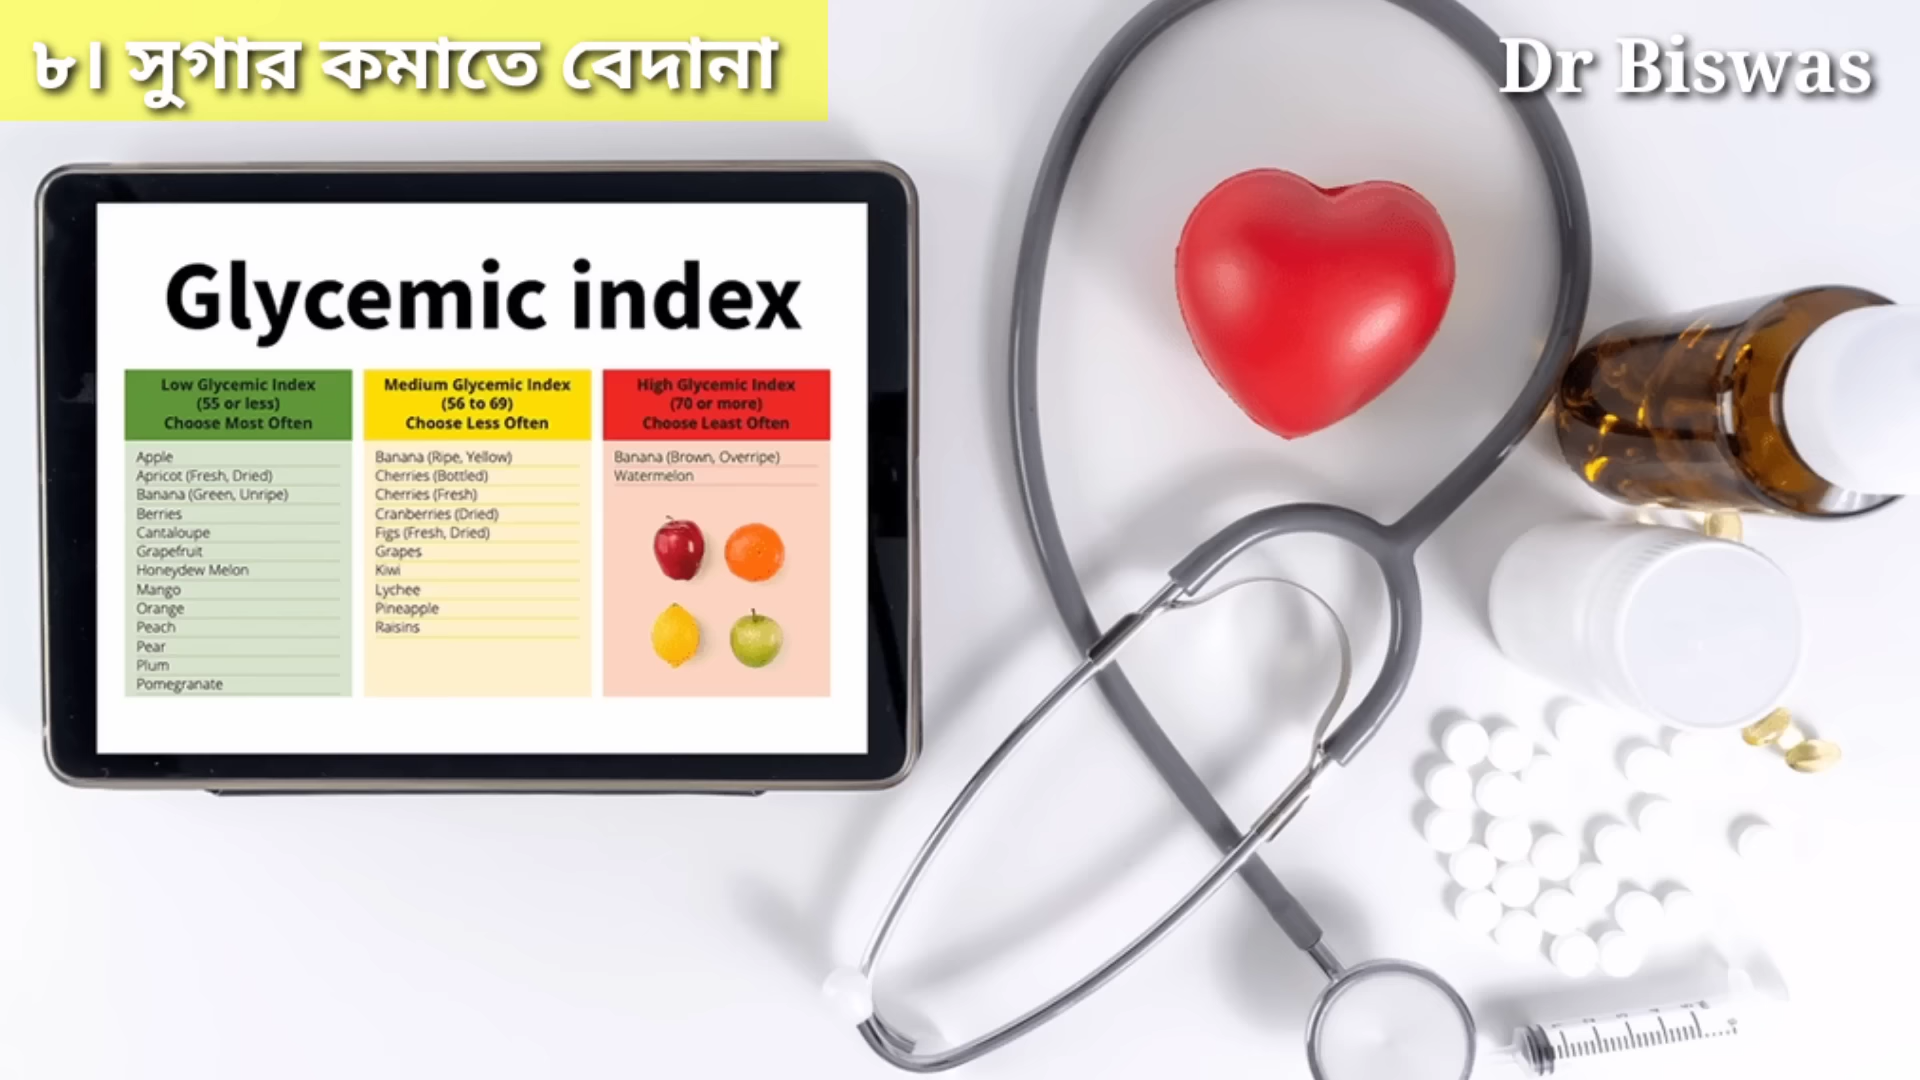 ৮। সুগার কমাতে বেদানা
Dr Biswas
Glycemic index
Low Glycemic Index
(55 or less)
Choose Most Often
Apple
Apricot (Fresh, Dried)
Banana (Green, Unripe)
Berries
Cantaloupe
Grapefruit
Honeydew Melon
Mango
Orange
Peach
Pear
Plum
Pomegranate
Medium Glycemic Index
(56 to 69)
Choose Less Often
Banana (Ripe, Yellow)
Cherries (Bottled)
Cherries (Fresh)
Cranberries (Dried)
Figs (Fresh, Dried)
Grapes
Kiwi
Lychee
Pineapple
Raisins
High Glycemic Index
(70 or more)
Choose Least Often
Banana (Brown, Overripe)
Watermelon